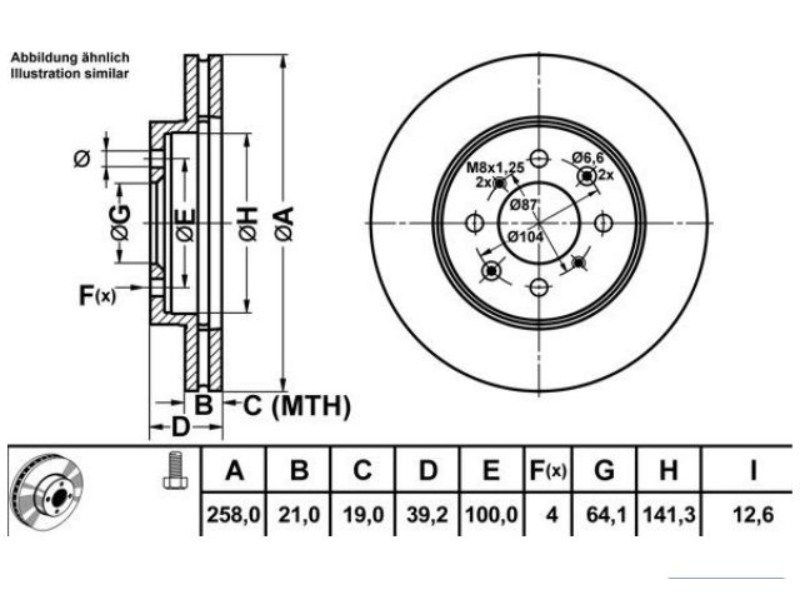 Abbildung ähnlich
Illustration similar
Ø
ØG
ØE
ØH
ØA
F(x)
B
C (MTH)
D
M8x1,25
2x
Ø6,6
2x
Ø87
Ø104
A B C D E F(x) G H I
258,0 21,0 19,0 39,2 100,0 4 64,1 141,3 12,6